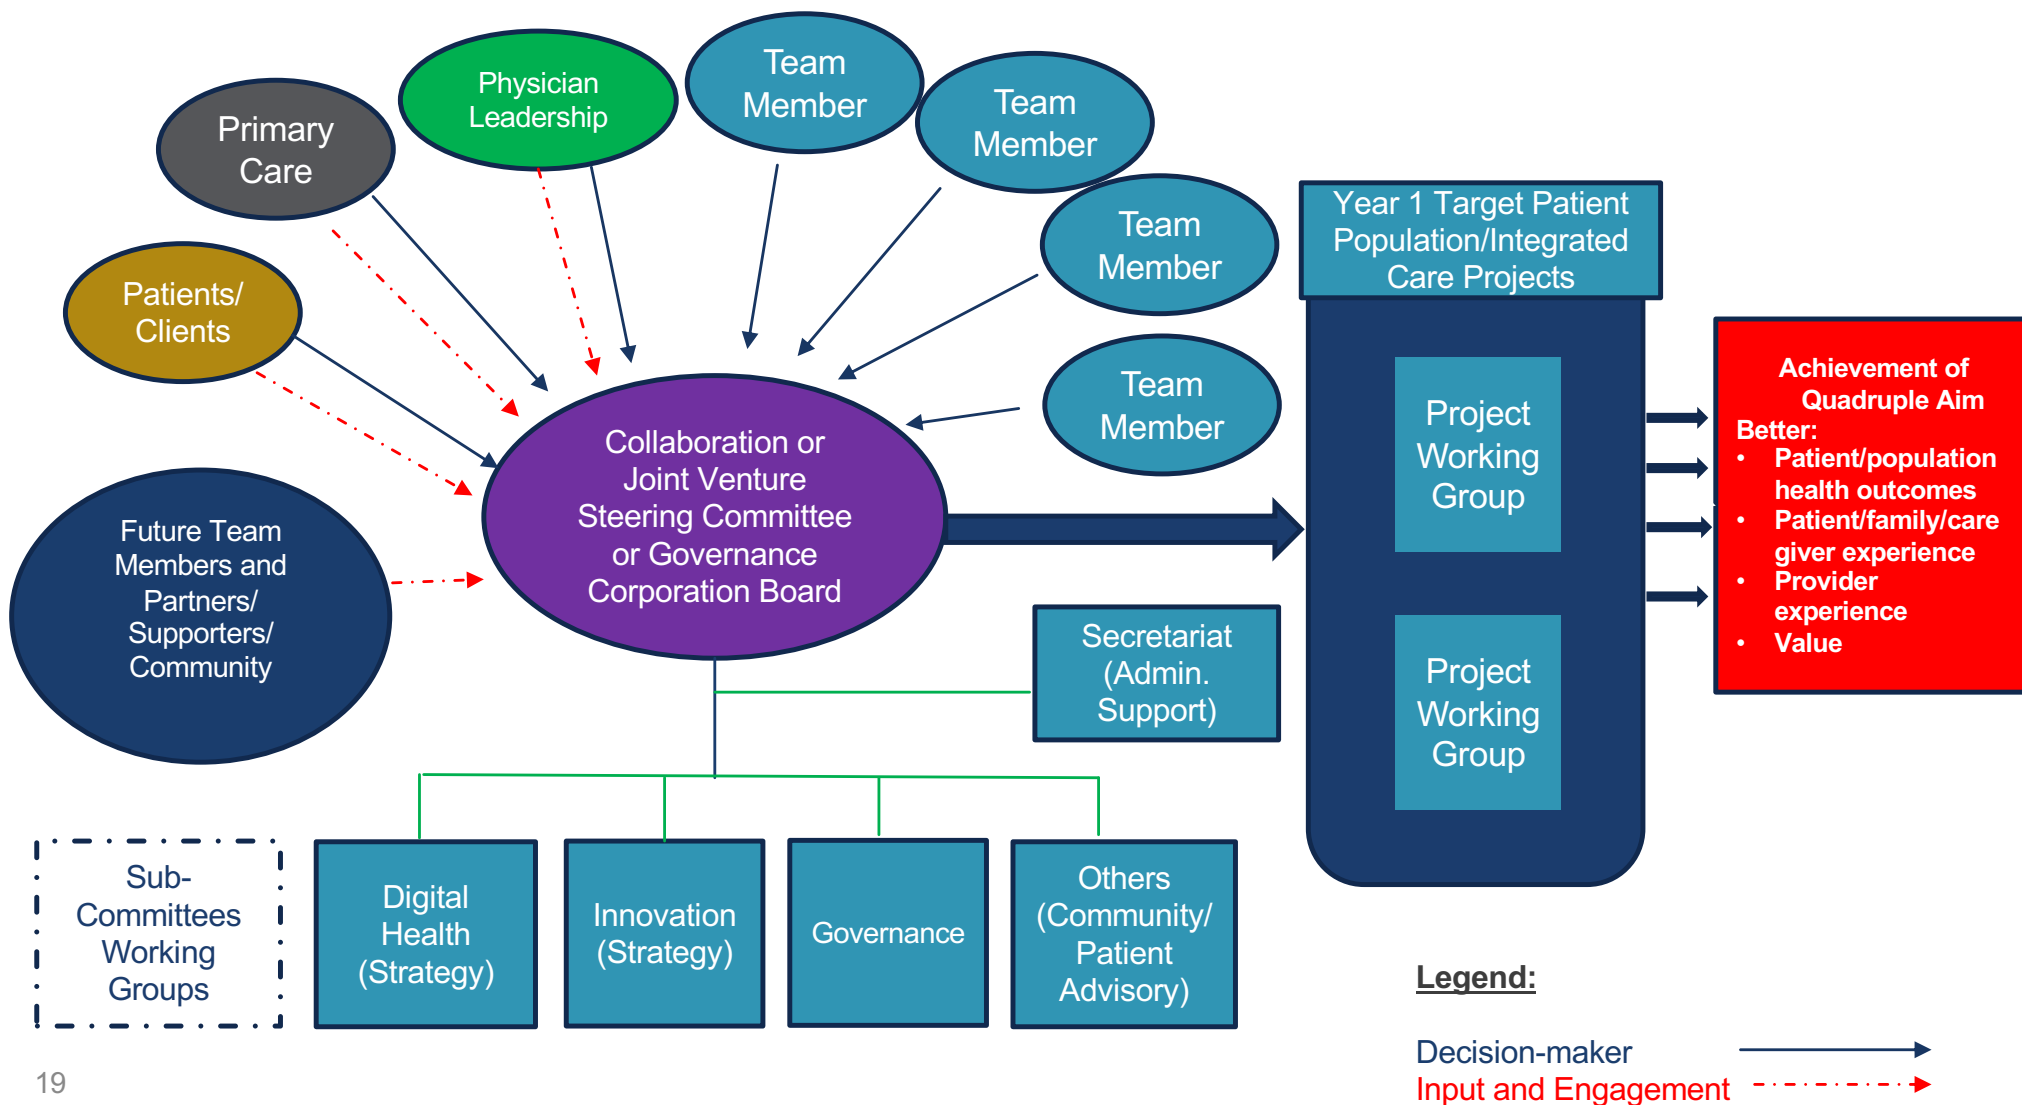 Primary
Care
Physician
Leadership
Team
Member
Team
Member
Team
Member
Team
Member
Patients/
Clients
Future Team
Members and
Partners/
Supporters/
Community
Collaboration or
Joint Venture
Steering Committee
or Governance
Corporation Board
Year 1 Target Patient
Population/Integrated
Care Projects
Project
Working
Group
Project
Working
Group
Achievement of
Quadruple Aim
Better:
• Patient/population
health outcomes
• Patient/family/care
giver experience
• Provider
experience
• Value
Secretariat
(Admin.
Support)
Sub-
Committees
Working
Groups
Digital
Health
(Strategy)
Innovation
(Strategy)
Governance
Others
(Community/
Patient
Advisory)
Legend:
Decision-maker
Input and Engagement
19